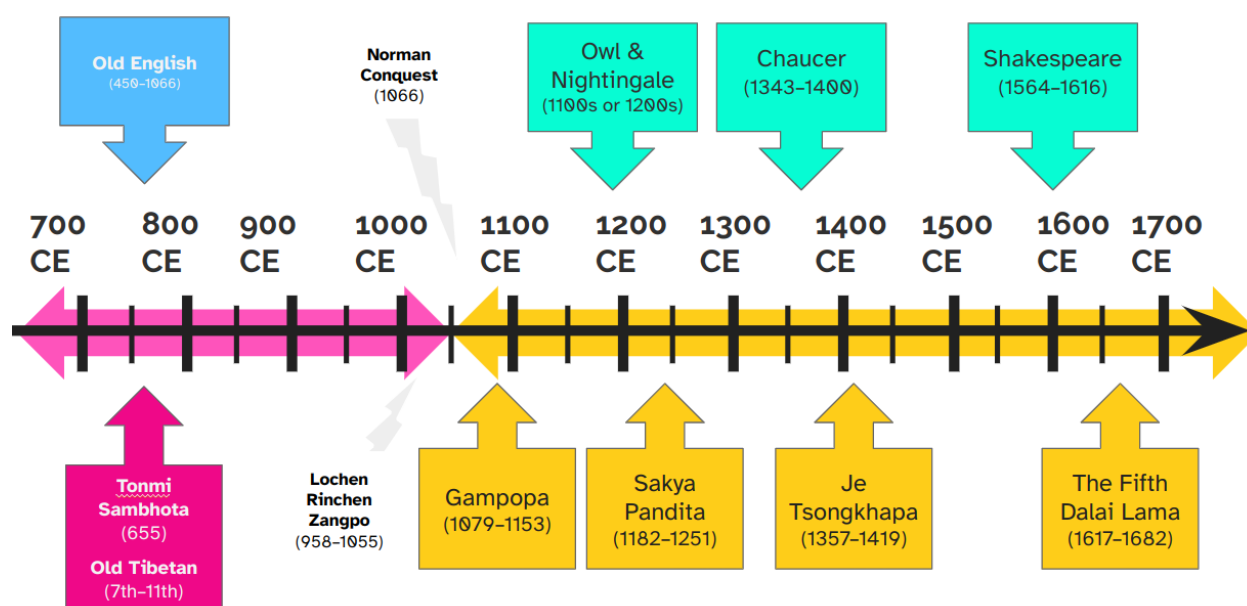 Old English
(450–1066)
Norman
Conquest
(1066)
Owl &
Nightingale
(1100s or 1200s)
Chaucer
(1343–1400)
Shakespeare
(1564–1616)
700
CE
800
CE
900
CE
1000
CE
1100
CE
1200
CE
1300
CE
1400
CE
1500
CE
1600
CE
1700
CE
Tonmi
Sambhota
(655)
Old Tibetan
(7th–11th)
Lochen
Rinchen
Zangpo
(958–1055)
Gampopa
(1079–1153)
Sakya
Pandita
(1182–1251)
Je
Tsongkhapa
(1357–1419)
The Fifth
Dalai Lama
(1617–1682)